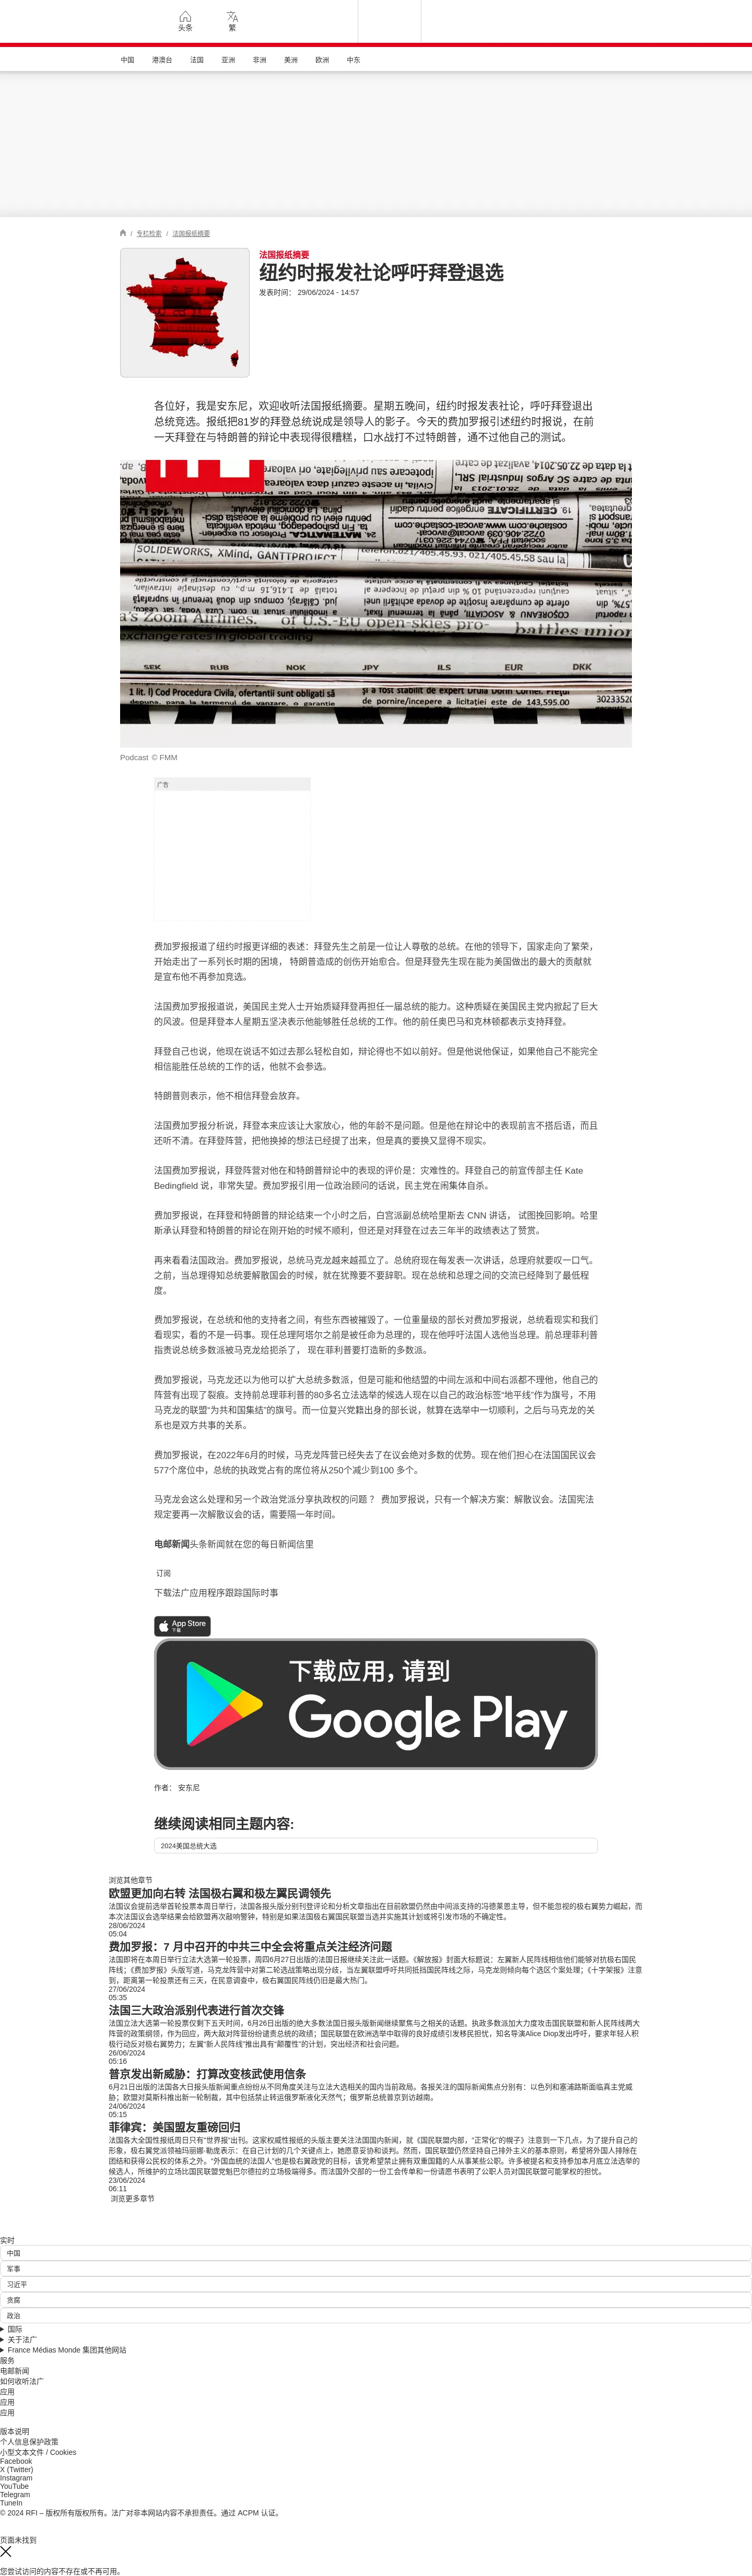 头条
繁
中国
港澳台
法国
亚洲
非洲
美洲
欧洲
中东
/ 专栏检索 / 法国报纸摘要
法国报纸摘要
纽约时报发社论呼吁拜登退选
发表时间： 29/06/2024 - 14:57
各位好，我是安东尼，欢迎收听法国报纸摘要。星期五晚间，纽约时报发表社论，呼吁拜登退出
总统竞选。报纸把81岁的拜登总统说成是领导人的影子。今天的费加罗报引述纽约时报说，在前
一天拜登在与特朗普的辩论中表现得很糟糕，口水战打不过特朗普，通不过他自己的测试。
SOLIDEWORKS, XMind, GANTTPROJECT
a's Zoom Airlines.
of U.S.-EU open-skies pro-
battles union
exchange rates en
SEK RUB NOK JPY ILS EUR DKK
Podcast © FMM
广告
费加罗报报道了纽约时报更详细的表述：拜登先生之前是一位让人尊敬的总统。在他的领导下，国家走向了繁荣，
开始走出了一系列长时期的困境， 特朗普造成的创伤开始愈合。但是拜登先生现在能为美国做出的最大的贡献就
是宣布他不再参加竞选。
法国费加罗报报道说，美国民主党人士开始质疑拜登再担任一届总统的能力。这种质疑在美国民主党内掀起了巨大
的风波。但是拜登本人星期五坚决表示他能够胜任总统的工作。他的前任奥巴马和克林顿都表示支持拜登。
拜登自己也说，他现在说话不如过去那么轻松自如，辩论得也不如以前好。但是他说他保证，如果他自己不能完全
相信能胜任总统的工作的话，他就不会参选。
特朗普则表示，他不相信拜登会放弃。
法国费加罗报分析说，拜登本来应该让大家放心，他的年龄不是问题。但是他在辩论中的表现前言不搭后语，而且
还听不清。在拜登阵营，把他换掉的想法已经提了出来，但是真的要换又显得不现实。
法国费加罗报说，拜登阵营对他在和特朗普辩论中的表现的评价是：灾难性的。拜登自己的前宣传部主任 Kate
Bedingfield 说，非常失望。费加罗报引用一位政治顾问的话说，民主党在闹集体自杀。
费加罗报说，在拜登和特朗普的辩论结束一个小时之后，白宫派副总统哈里斯去 CNN 讲话， 试图挽回影响。哈里
斯承认拜登和特朗普的辩论在刚开始的时候不顺利，但还是对拜登在过去三年半的政绩表达了赞赏。
再来看看法国政治。费加罗报说，总统马克龙越来越孤立了。总统府现在每发表一次讲话，总理府就要叹一口气。
之前，当总理得知总统要解散国会的时候，就在犹豫要不要辞职。现在总统和总理之间的交流已经降到了最低程
度。
费加罗报说，在总统和他的支持者之间，有些东西被摧毁了。一位重量级的部长对费加罗报说，总统看现实和我们
看现实，看的不是一码事。现任总理阿塔尔之前是被任命为总理的，现在他呼吁法国人选他当总理。前总理菲利普
指责说总统多数派被马克龙给扼杀了， 现在菲利普要打造新的多数派。
费加罗报说，马克龙还以为他可以扩大总统多数派，但是可能和他结盟的中间左派和中间右派都不理他，他自己的
阵营有出现了裂痕。支持前总理菲利普的80多名立法选举的候选人现在以自己的政治标签“地平线”作为旗号，不用
马克龙的联盟“为共和国集结”的旗号。而一位复兴党籍出身的部长说，就算在选举中一切顺利，之后与马克龙的关
系也是双方共事的关系。
费加罗报说，在2022年6月的时候，马克龙阵营已经失去了在议会绝对多数的优势。现在他们担心在法国国民议会
577个席位中，总统的执政党占有的席位将从250个减少到100 多个。
马克龙会这么处理和另一个政治党派分享执政权的问题？ 费加罗报说，只有一个解决方案：解散议会。法国宪法
规定要再一次解散议会的话，需要隔一年时间。
电邮新闻头条新闻就在您的每日新闻信里
订阅
下载法广应用程序跟踪国际时事
App Store
下载
下载应用，请到
Google Play
作者： 安东尼
继续阅读相同主题内容:
2024美国总统大选
浏览其他章节
欧盟更加向右转 法国极右翼和极左翼民调领先
法国议会提前选举首轮投票本周日举行，法国各报头版分别刊登评论和分析文章指出在目前欧盟仍然由中间派支持的冯德莱恩主导，但不能忽视的极右翼势力崛起，而
本次法国议会选举结果会给欧盟再次敲响警钟，特别是如果法国极右翼国民联盟当选并实施其计划或将引发市场的不确定性。
28/06/2024
05:04
费加罗报：7 月中召开的中共三中全会将重点关注经济问题
法国即将在本周日举行立法大选第一轮投票，周四6月27日出版的法国日报继续关注此一话题。《解放报》封面大标题说：左翼新人民阵线相信他们能够对抗极右国民
阵线；《费加罗报》头版写道，马克龙阵营中对第二轮选战策略出现分歧，当左翼联盟呼吁共同抵挡国民阵线之际，马克龙则倾向每个选区个案处理；《十字架报》注意
到，距离第一轮投票还有三天，在民意调查中，极右翼国民阵线仍旧是最大热门。
27/06/2024
05:35
法国三大政治派别代表进行首次交锋
法国立法大选第一轮投票仅剩下五天时间，6月26日出版的绝大多数法国日报头版新闻继续聚焦与之相关的话题。执政多数派加大力度攻击国民联盟和新人民阵线两大
阵营的政策纲领，作为回应，两大敌对阵营纷纷谴责总统的政绩；国民联盟在欧洲选举中取得的良好成绩引发移民担忧，知名导演Alice Diop发出呼吁，要求年轻人积
极行动反对极右翼势力；左翼“新人民阵线”推出具有“颠覆性”的计划，突出经济和社会问题。
26/06/2024
05:16
普京发出新威胁：打算改变核武使用信条
6月21日出版的法国各大日报头版新闻重点纷纷从不同角度关注与立法大选相关的国内当前政局。各报关注的国际新闻焦点分别有：以色列和塞浦路斯面临真主党威
胁；欧盟对莫斯科推出新一轮制裁，其中包括禁止转运俄罗斯液化天然气；俄罗斯总统普京到访越南。
24/06/2024
05:15
菲律宾：美国盟友重磅回归
法国各大全国性报纸周日只有“世界报”出刊。这家权威性报纸的头版主要关注法国国内新闻，就《国民联盟内部，“正常化”的幌子》注意到一下几点，为了提升自己的
形象，极右翼党派领袖玛丽娜·勒庞表示：在自己计划的几个关键点上，她愿意妥协和谈判。然而，国民联盟仍然坚持自己排外主义的基本原则，希望将外国人排除在
团结和获得公民权的体系之外。“外国血统的法国人”也是极右翼政党的目标，该党希望禁止拥有双重国籍的人从事某些公职。许多被提名和支持参加本月底立法选举的
候选人，所维护的立场比国民联盟党魁巴尔德拉的立场极端得多。而法国外交部的一份工会传单和一份请愿书表明了公职人员对国民联盟可能掌权的担忧。
23/06/2024
06:11
浏览更多章节
实时
中国
军事
习近平
贪腐
政治
国际
关于法广
France Médias Monde 集团其他网站
服务
电邮新闻
如何收听法广
应用
应用
应用
版本说明
个人信息保护政策
小型文本文件 / Cookies
Facebook
X (Twitter)
Instagram
YouTube
Telegram
TuneIn
© 2024 RFI – 版权所有版权所有。法广对非本网站内容不承担责任。通过 ACPM 认证。
页面未找到
您尝试访问的内容不存在或不再可用。